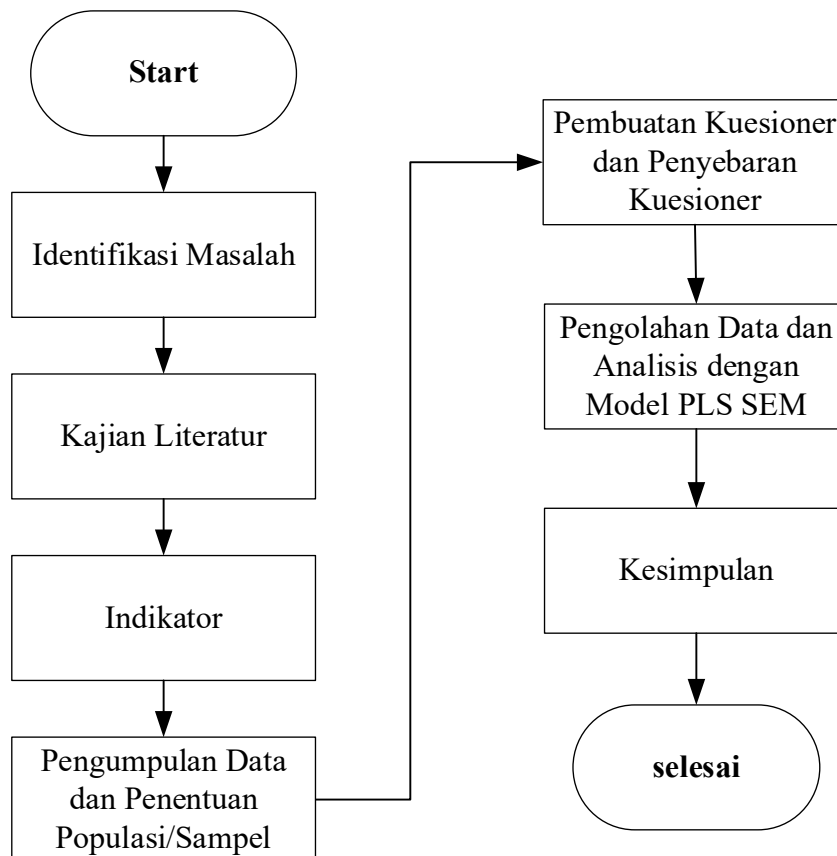 Start
Identifikasi Masalah
Kajian Literatur
Indikator
Pengumpulan Data
dan Penentuan
Populasi/Sampel
Pembuatan Kuesioner
dan Penyebaran
Kuesioner
Pengolahan Data dan
Analisis dengan
Model PLS SEM
Kesimpulan
selesai